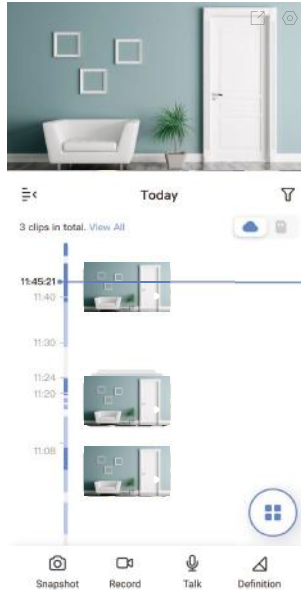 Today
3 clips in total. View All
11:45:21
11:40
11:30
11:24
11:20
11:08
Snapshot Record Talk Definition